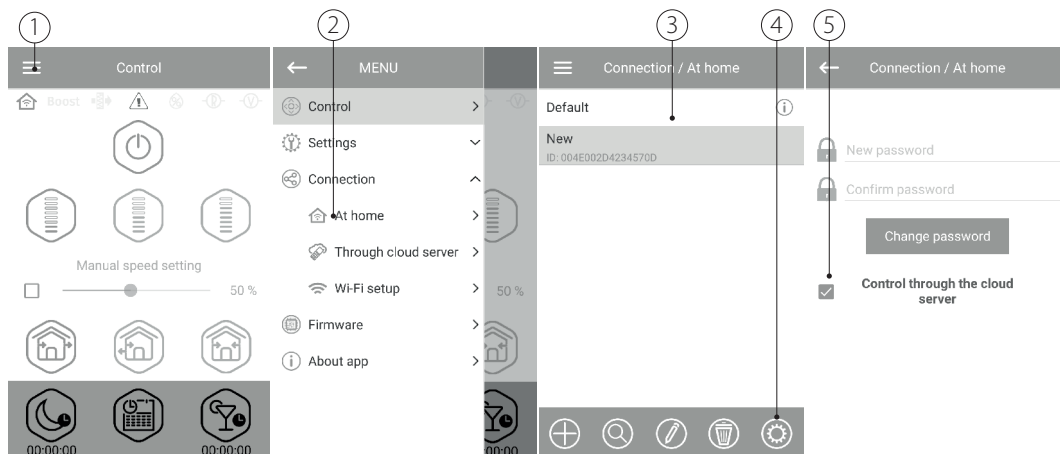 1
2
3
4
5
Control
Boost
Manual speed setting
50 %
00:00:00
00:00:00
MENU
Control
Settings
Connection
At home
Through cloud server
Wi-Fi setup
Firmware
About app
50 %
00:00
Connection / At home
Default
New
ID: 004E002D4234570D
Connection / At home
New password
Confirm password
Change password
Control through the cloud
server